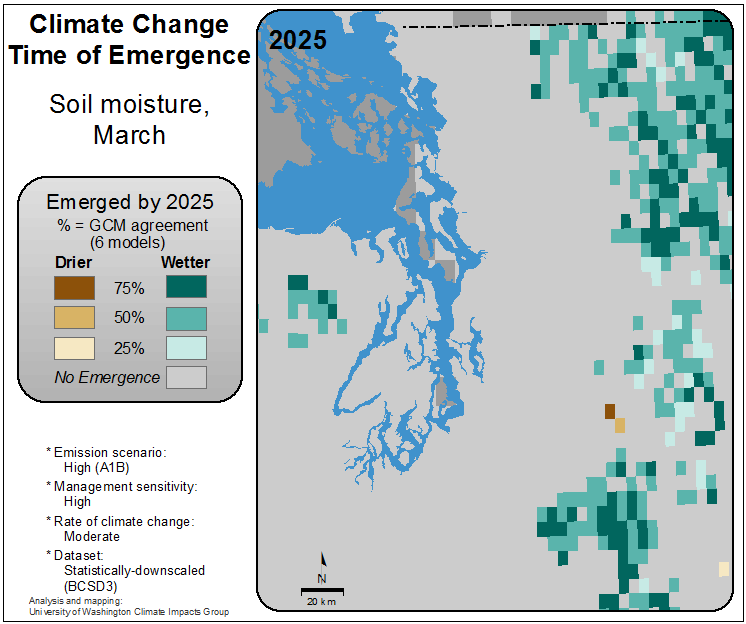 Climate Change
Time of Emergence
Soil moisture,
March
2025
Emerged by 2025
% = GCM agreement
(6 models)
Drier Wetter
75%
50%
25%
No Emergence
* Emission scenario:
High (A1B)
* Management sensitivity:
High
* Rate of climate change:
Moderate
* Dataset:
Statistically-downscaled
(BCSD3)
Analysis and mapping:
University of Washington Climate Impacts Group
N
20 km